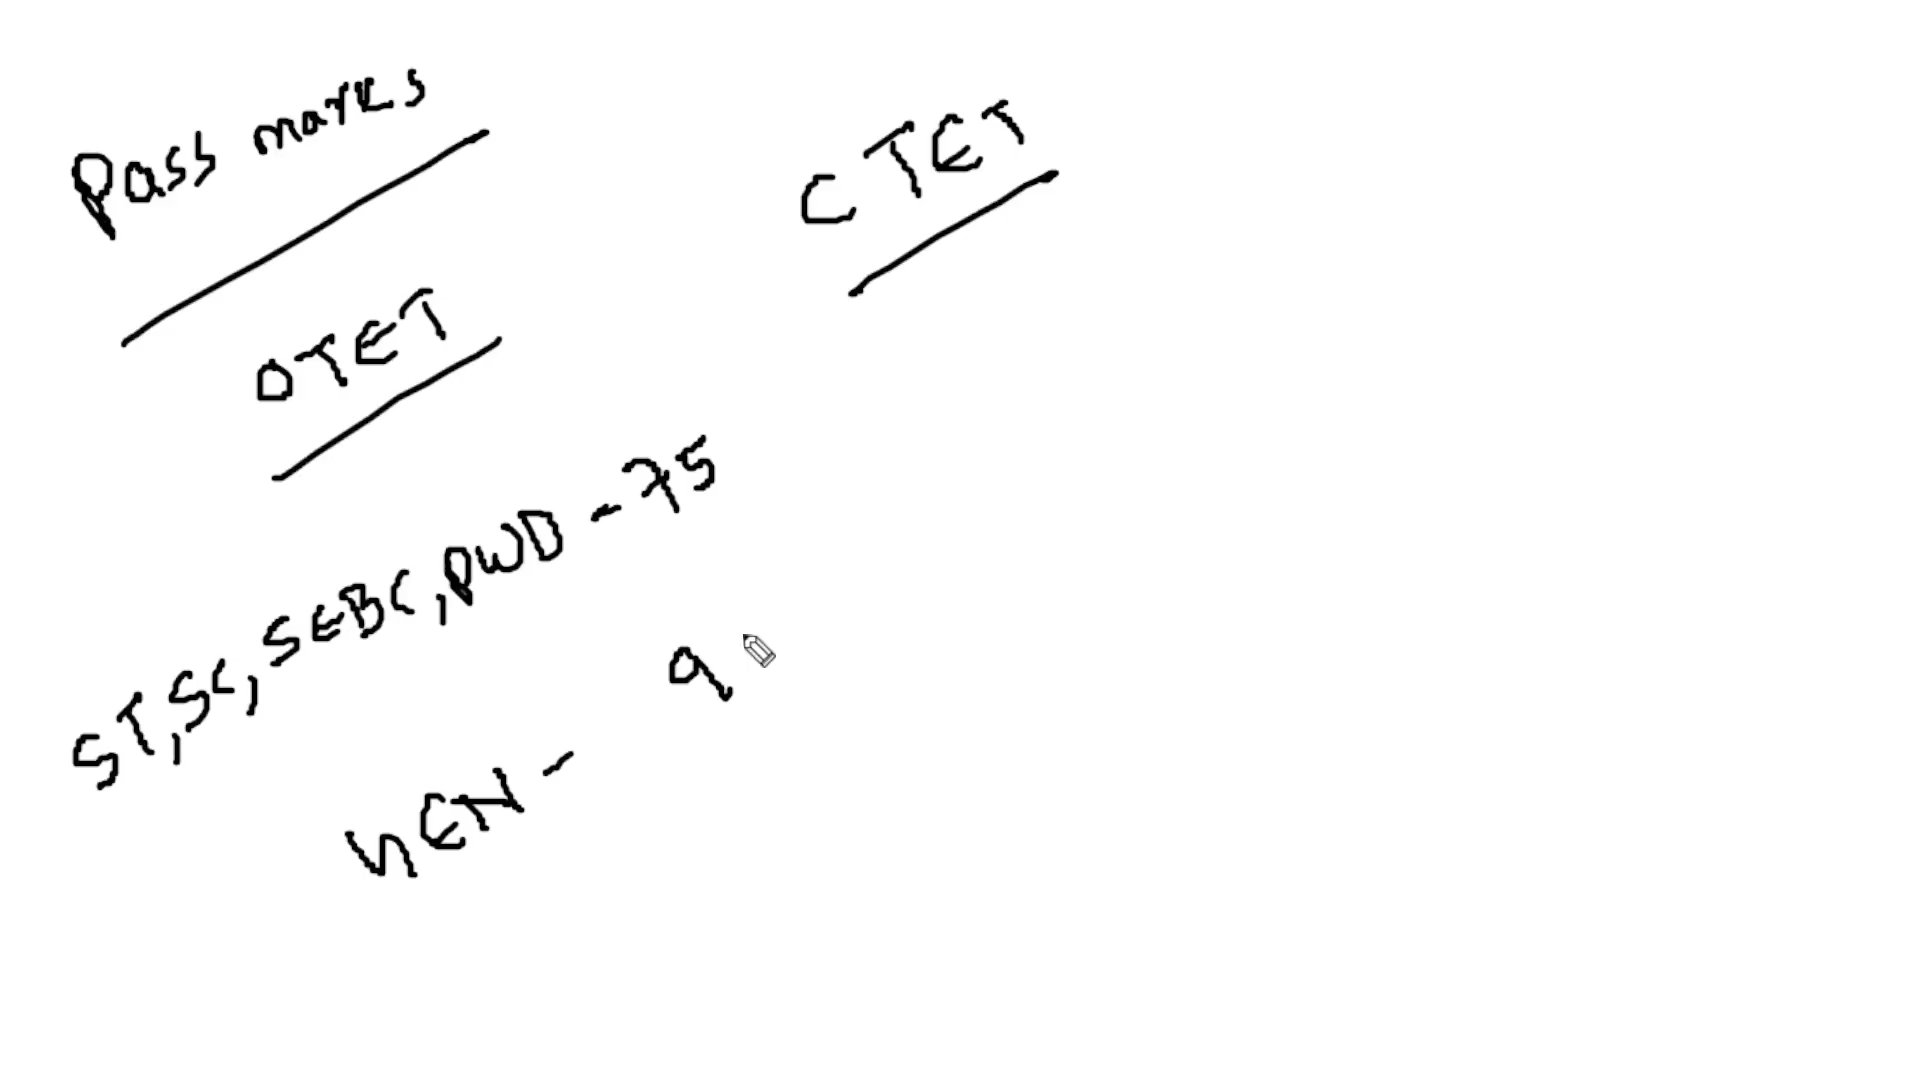 Pass marks
CTET
OTET
ST, SC, SEBC, PWD - 75
GEN - 9